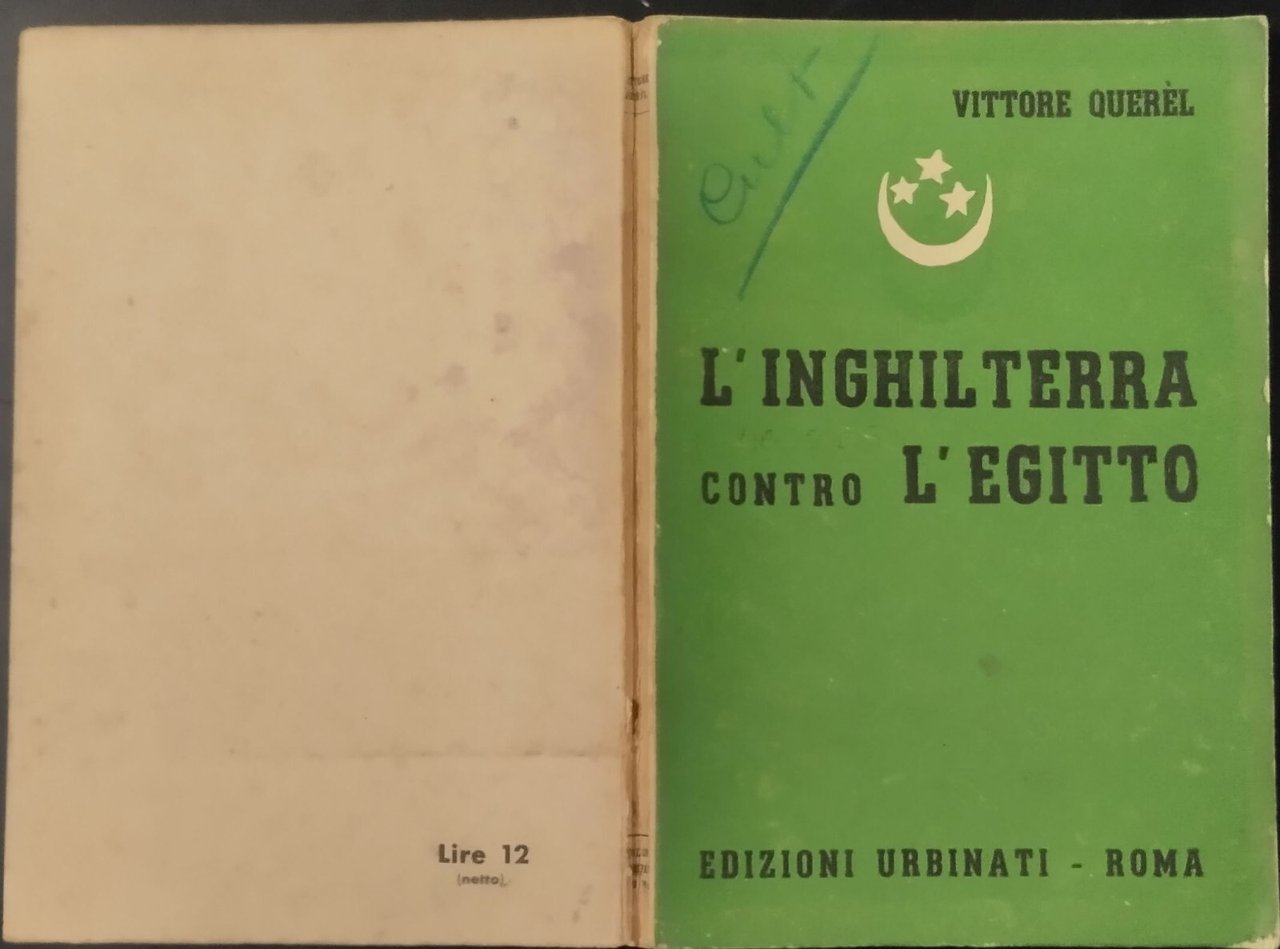 VITTORE QUERÈL
L'INGHILTERRA
CONTRO L'EGITTO
EDIZIONI URBINATI - ROMA
Lire 12
(netto)